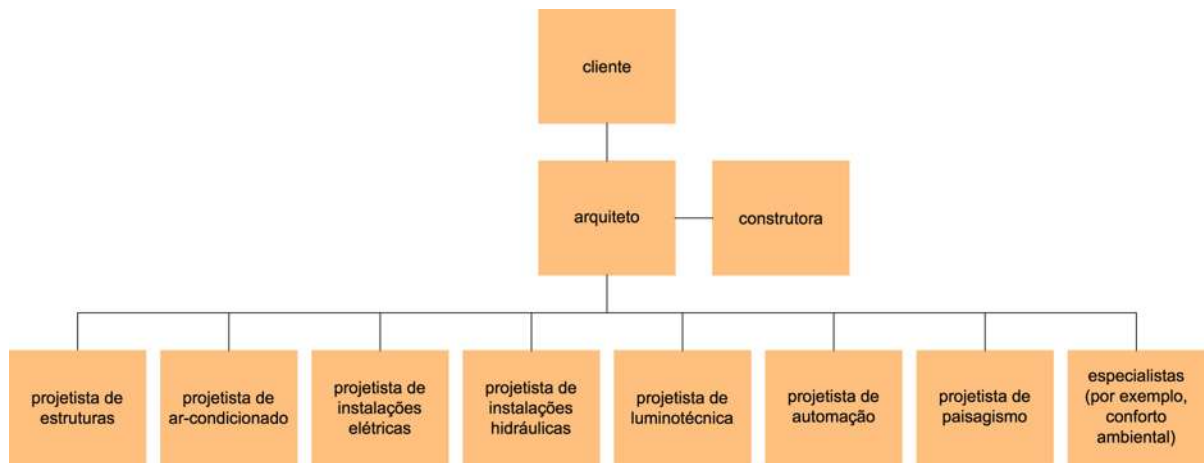 cliente
arquiteto
construtora
projetista de
estruturas
projetista de
ar-condicionado
projetista de
instalações
elétricas
projetista de
instalações
hidráulicas
projetista de
luminotécnica
projetista de
automação
projetista de
paisagismo
especialistas
(por exemplo,
conforto
ambiental)